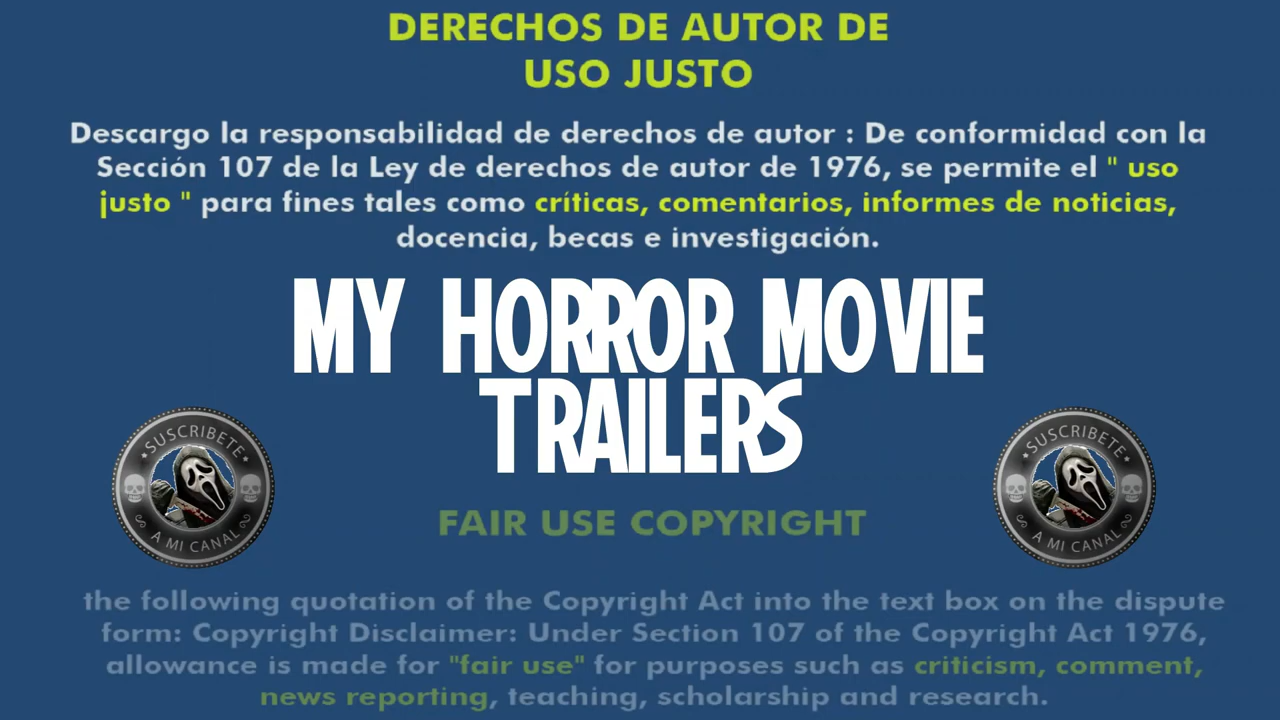 DERECHOS DE AUTOR DE
USO JUSTO
Descargo la responsabilidad de derechos de autor : De conformidad con la
Sección 107 de la Ley de derechos de autor de 1976, se permite el " uso
justo " para fines tales como críticas, comentarios, informes de noticias,
docencia, becas e investigación.
MY HORROR MOVIE
TRAILERS
SUSCRIBETE
A MI CANAL
SUSCRIBETE
A MI CANAL
FAIR USE COPYRIGHT
the following quotation of the Copyright Act into the text box on the dispute
form: Copyright Disclaimer: Under Section 107 of the Copyright Act 1976,
allowance is made for "fair use" for purposes such as criticism, comment,
news reporting, teaching, scholarship and research.